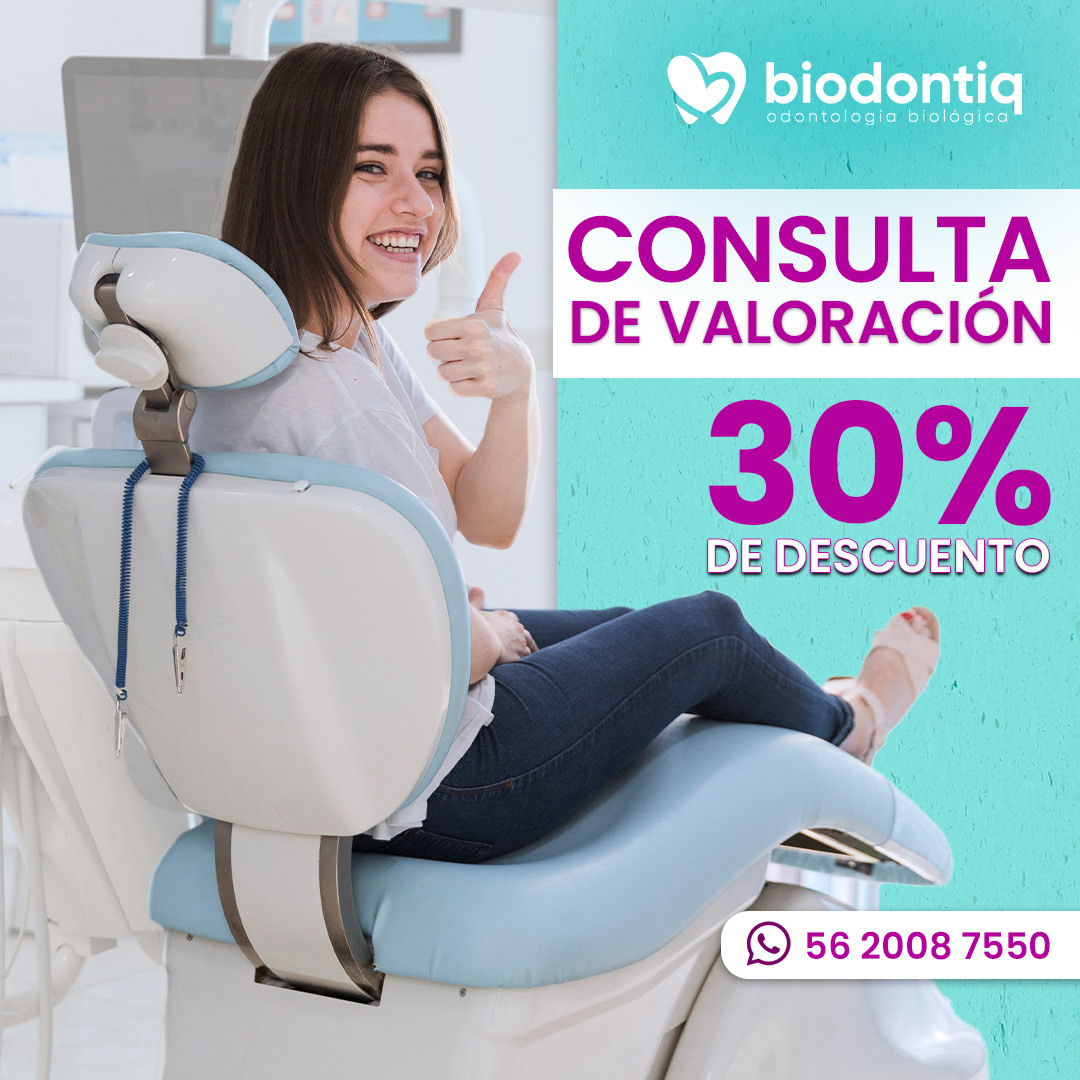 biodontiq
odontología biológica
CONSULTA
DE VALORACIÓN
30%
DE DESCUENTO
56 2008 7550